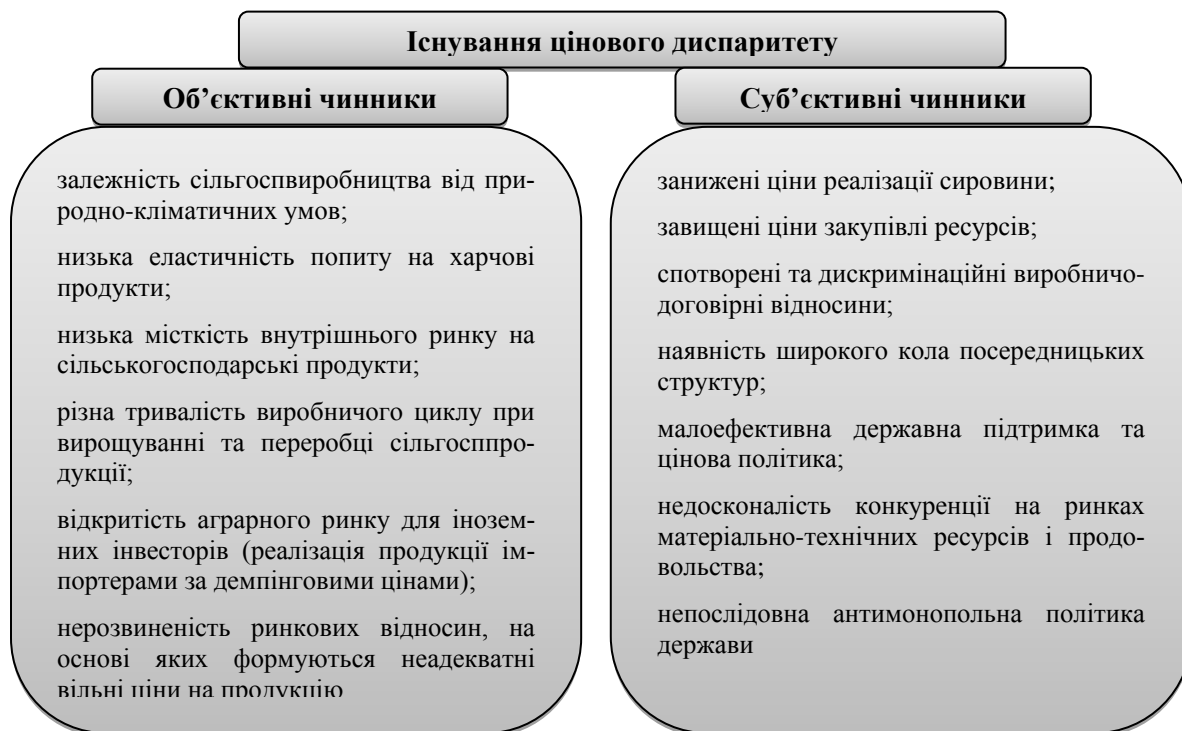 Існування цінового диспаритету
Об’єктивні чинники
залежність сільгоспвиробництва від при-
родно-кліматичних умов;
низька еластичність попиту на харчові
продукти;
низька місткість внутрішнього ринку на
сільськогосподарські продукти;
різна тривалість виробничого циклу при
вирощуванні та переробці сільгосппро-
дукції;
відкритість аграрного ринку для інозем-
них інвесторів (реалізація продукції ім-
портерами за демпінговими цінами);
нерозвиненість ринкових відносин, на
основі яких формуються неадекватні
вільні ціни на продукцію
Суб’єктивні чинники
занижені ціни реалізації сировини;
завищені ціни закупівлі ресурсів;
спотворені та дискримінаційні виробничо-
договірні відносини;
наявність широкого кола посередницьких
структур;
малоефективна державна підтримка та
цінова політика;
недосконалість конкуренції на ринках
матеріально-технічних ресурсів і продо-
вольства;
непослідовна антимонопольна політика
держави